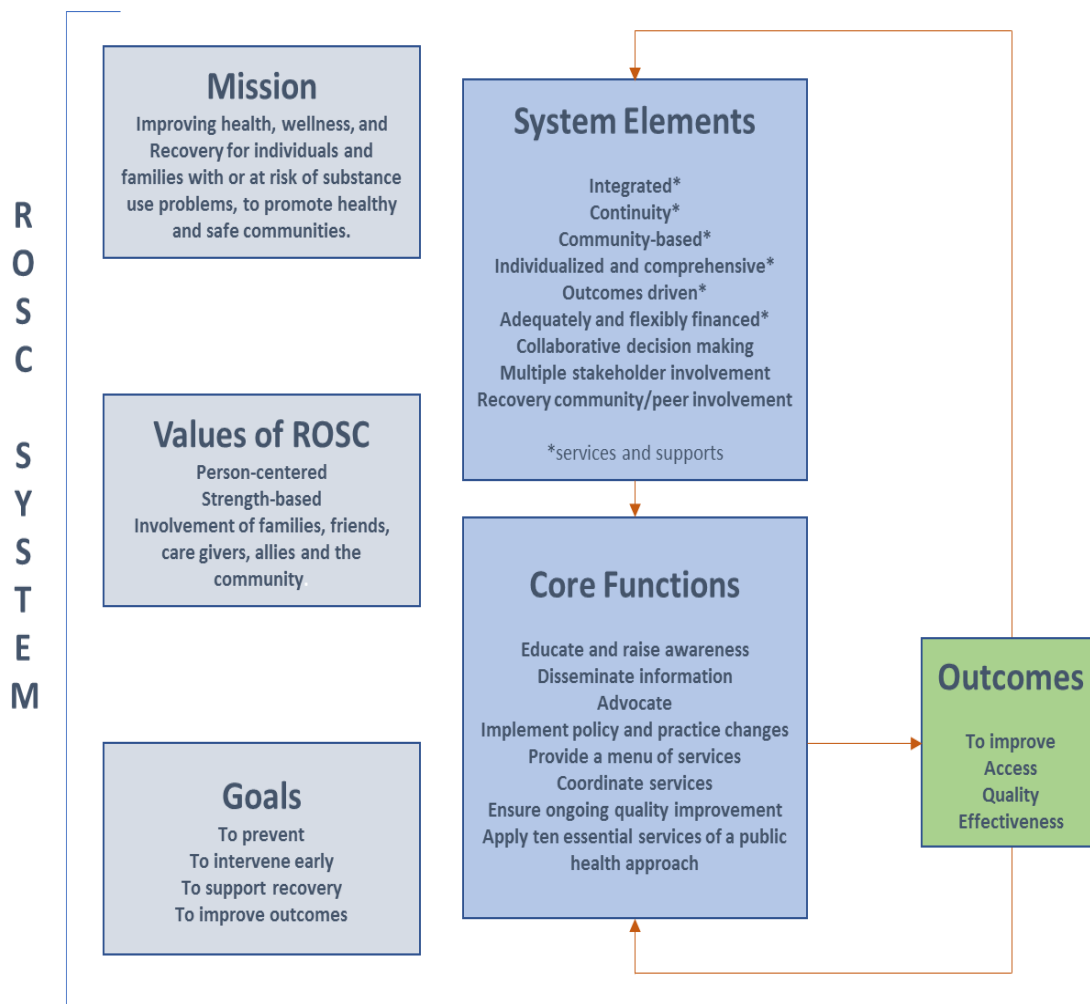 ROSC SYSTEM
Mission
Improving health, wellness, and
Recovery for individuals and
families with or at risk of substance
use problems, to promote healthy
and safe communities.
Values of ROSC
Person-centered
Strength-based
Involvement of families, friends,
care givers, allies and the
community.
Goals
To prevent
To intervene early
To support recovery
To improve outcomes
System Elements
Integrated*
Continuity*
Community-based*
Individualized and comprehensive*
Outcomes driven*
Adequately and flexibly financed*
Collaborative decision making
Multiple stakeholder involvement
Recovery community/peer involvement
*services and supports
Core Functions
Educate and raise awareness
Disseminate information
Advocate
Implement policy and practice changes
Provide a menu of services
Coordinate services
Ensure ongoing quality improvement
Apply ten essential services of a public
health approach
Outcomes
To improve
Access
Quality
Effectiveness